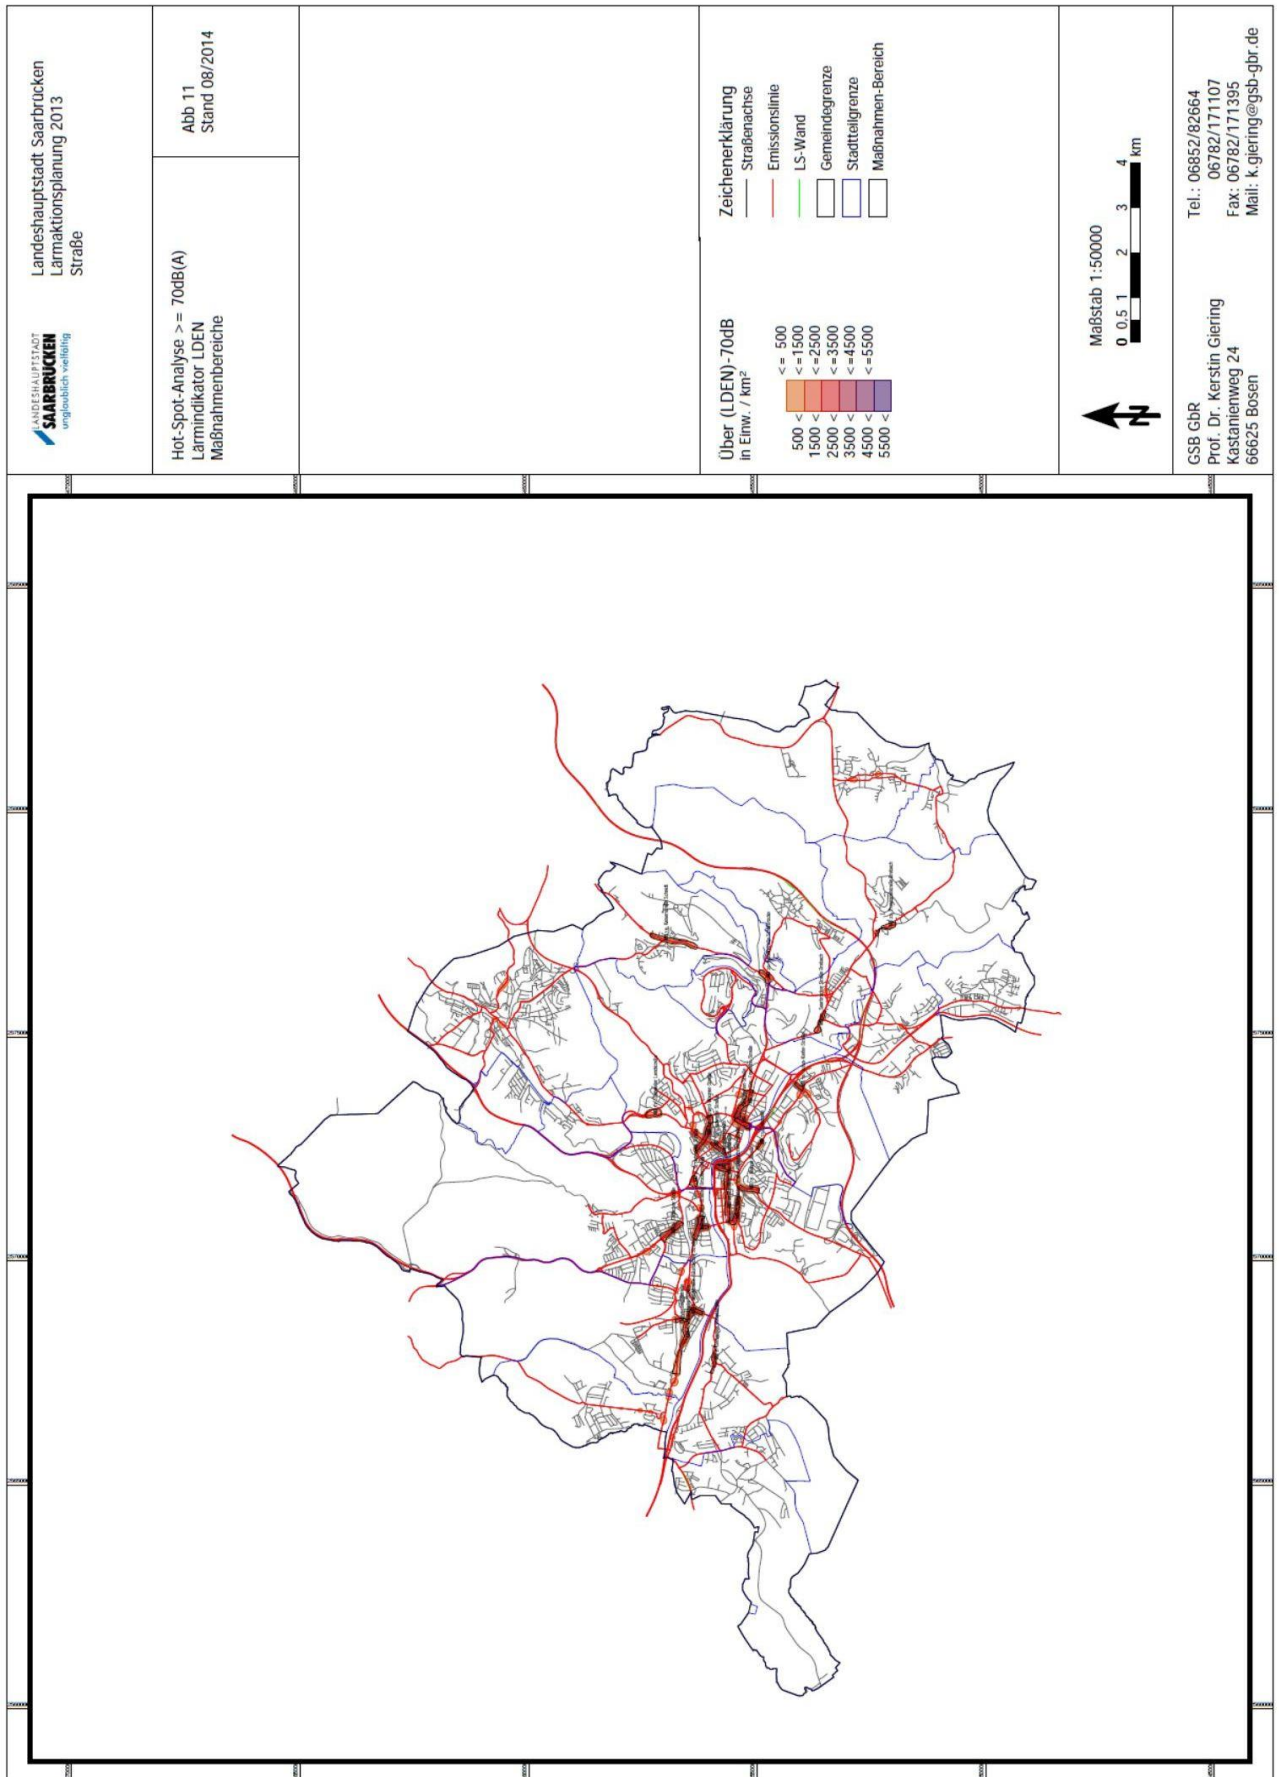 LANDESHAUPTSTADT
SAARBRÜCKEN
unglaublich vielfältig
Landeshauptstadt Saarbrücken
Lärmaktionsplanung 2013
Straße
Hot-Spot-Analyse >= 70dB(A)
Lärmindikator LDEN
Maßnahmenbereiche
Abb 11
Stand 08/2014
Über (LDEN)-70dB
in Einw. / km²
<= 500
500 < <=1500
1500 < <=2500
2500 < <=3500
3500 < <=4500
4500 < <=5500
5500 <
Zeichenerklärung
Straßenachse
Emissionslinie
LS-Wand
Gemeindegrenze
Stadtteilgrenze
Maßnahmen-Bereich
N
Maßstab 1:50000
0 0.5 1 2 3 4
km
GSB GbR
Prof. Dr. Kerstin Giering
Kastanienweg 24
66625 Bosen
Tel.: 06852/82664
06782/171107
Fax: 06782/171395
Mail: k.giering@gsb-gbr.de